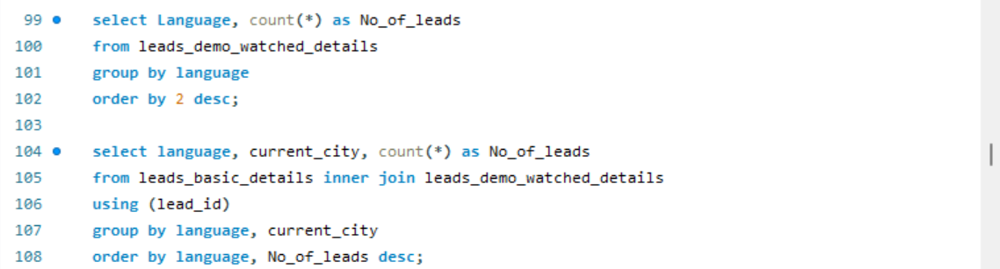 99 select Language, count(*) as No_of_leads
100 from leads_demo_watched_details
101 group by language
102 order by 2 desc;
103
104 select language, current_city, count(*) as No_of_leads
105 from leads_basic_details inner join leads_demo_watched_details
106 using (lead_id)
107 group by language, current_city
108 order by language, No_of_leads desc;